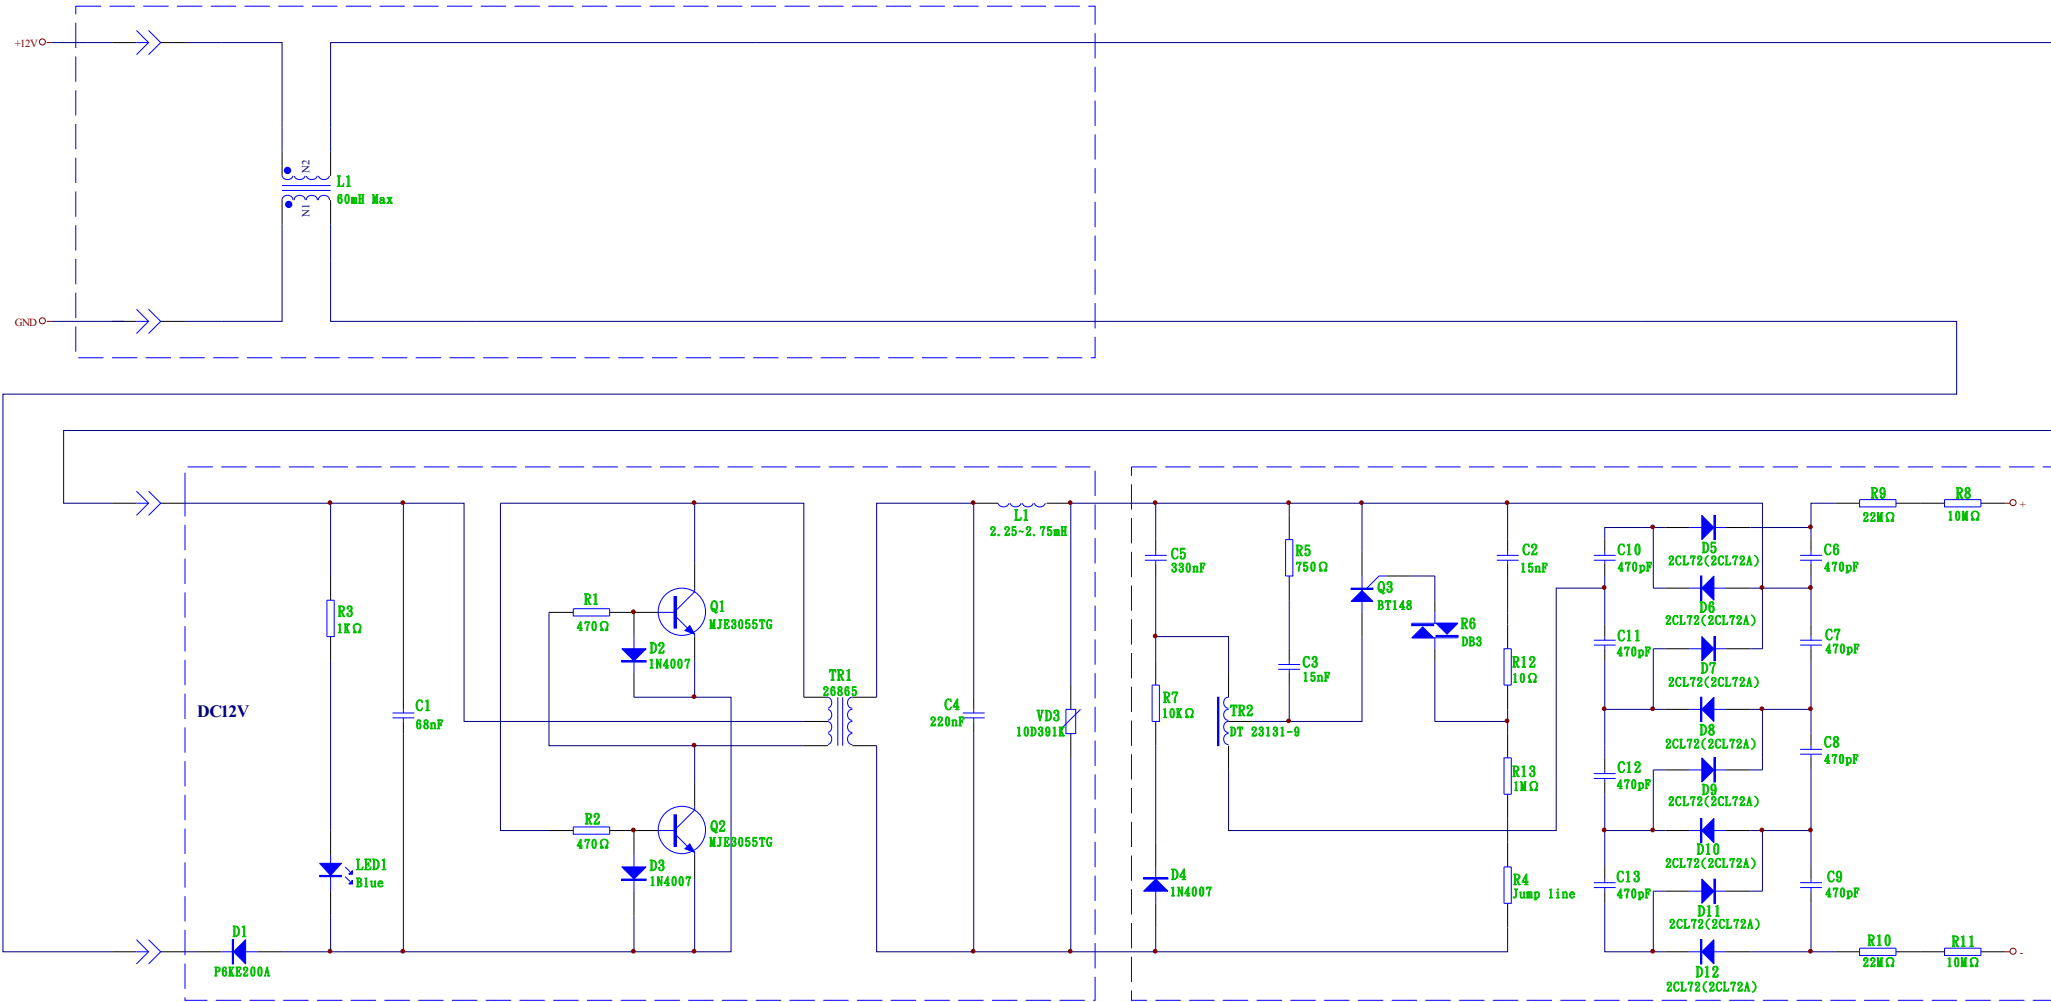 +12V
N2
L1
60mH Max
N1
GND
R9
22MΩ
R8
10MΩ
+
L1
2.25~2.75mH
C5
330nF
R5
750Ω
C2
15nF
C10
470pF
D5
2CL72(2CL72A)
C6
470pF
R3
1KΩ
R1
470Ω
Q1
MJE3055TG
D2
1N4007
Q3
BT148
R6
DB3
D6
2CL72(2CL72A)
C11
470pF
C7
470pF
D7
2CL72(2CL72A)
TR1
26865
C3
15nF
R12
10Ω
DC12V
C1
68nF
C4
220nF
VD3
10D391K
R7
10KΩ
TR2
DT 23131-9
D8
2CL72(2CL72A)
C8
470pF
C12
470pF
R13
1MΩ
D9
2CL72(2CL72A)
R2
470Ω
Q2
MJE3055TG
D3
1N4007
LED1
Blue
D10
2CL72(2CL72A)
D4
1N4007
R4
Jump line
C13
470pF
C9
470pF
D11
2CL72(2CL72A)
D1
P6KE200A
R10
22MΩ
R11
10MΩ
-
D12
2CL72(2CL72A)